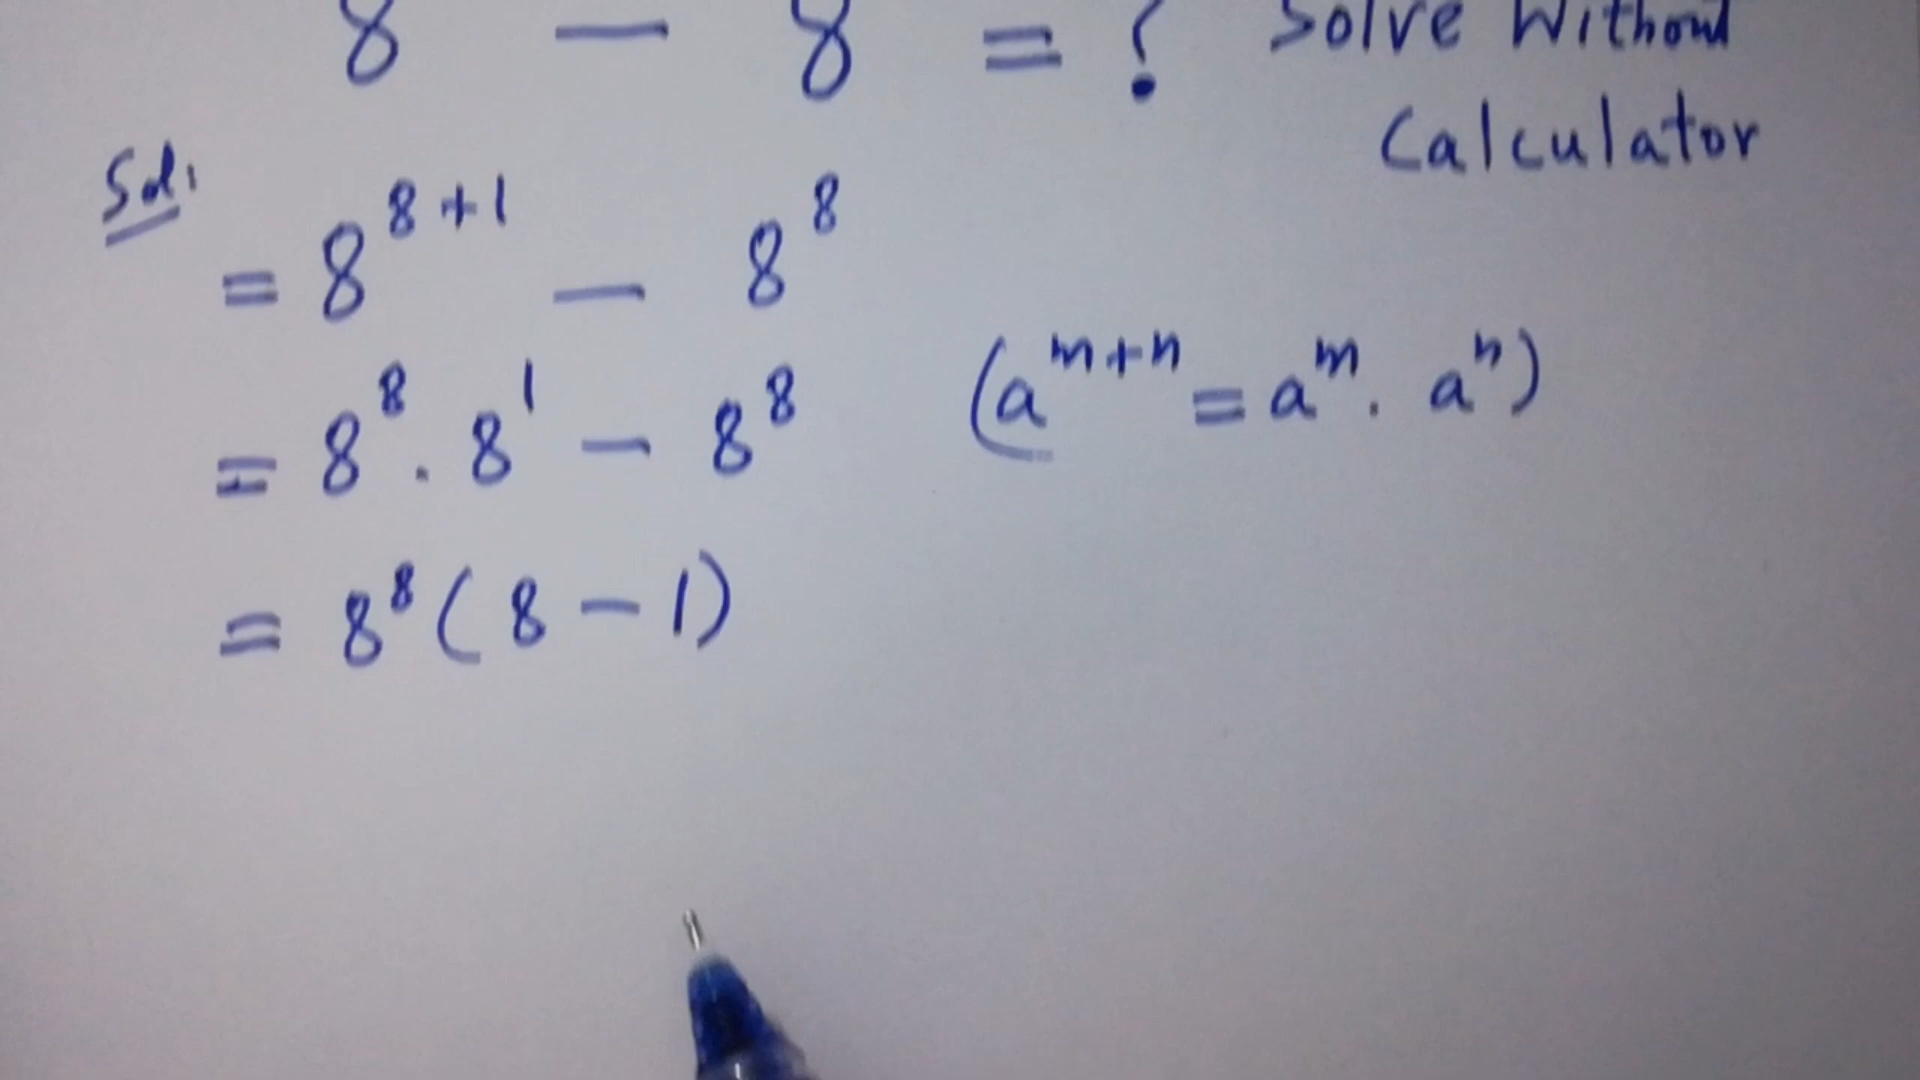 8 - 8 = ? Solve Without
Calculator
Sol:
= 8^{8+1} - 8^8
= 8^8 . 8^1 - 8^8 (a^{m+n} = a^m . a^n)
= 8^8 (8 - 1)